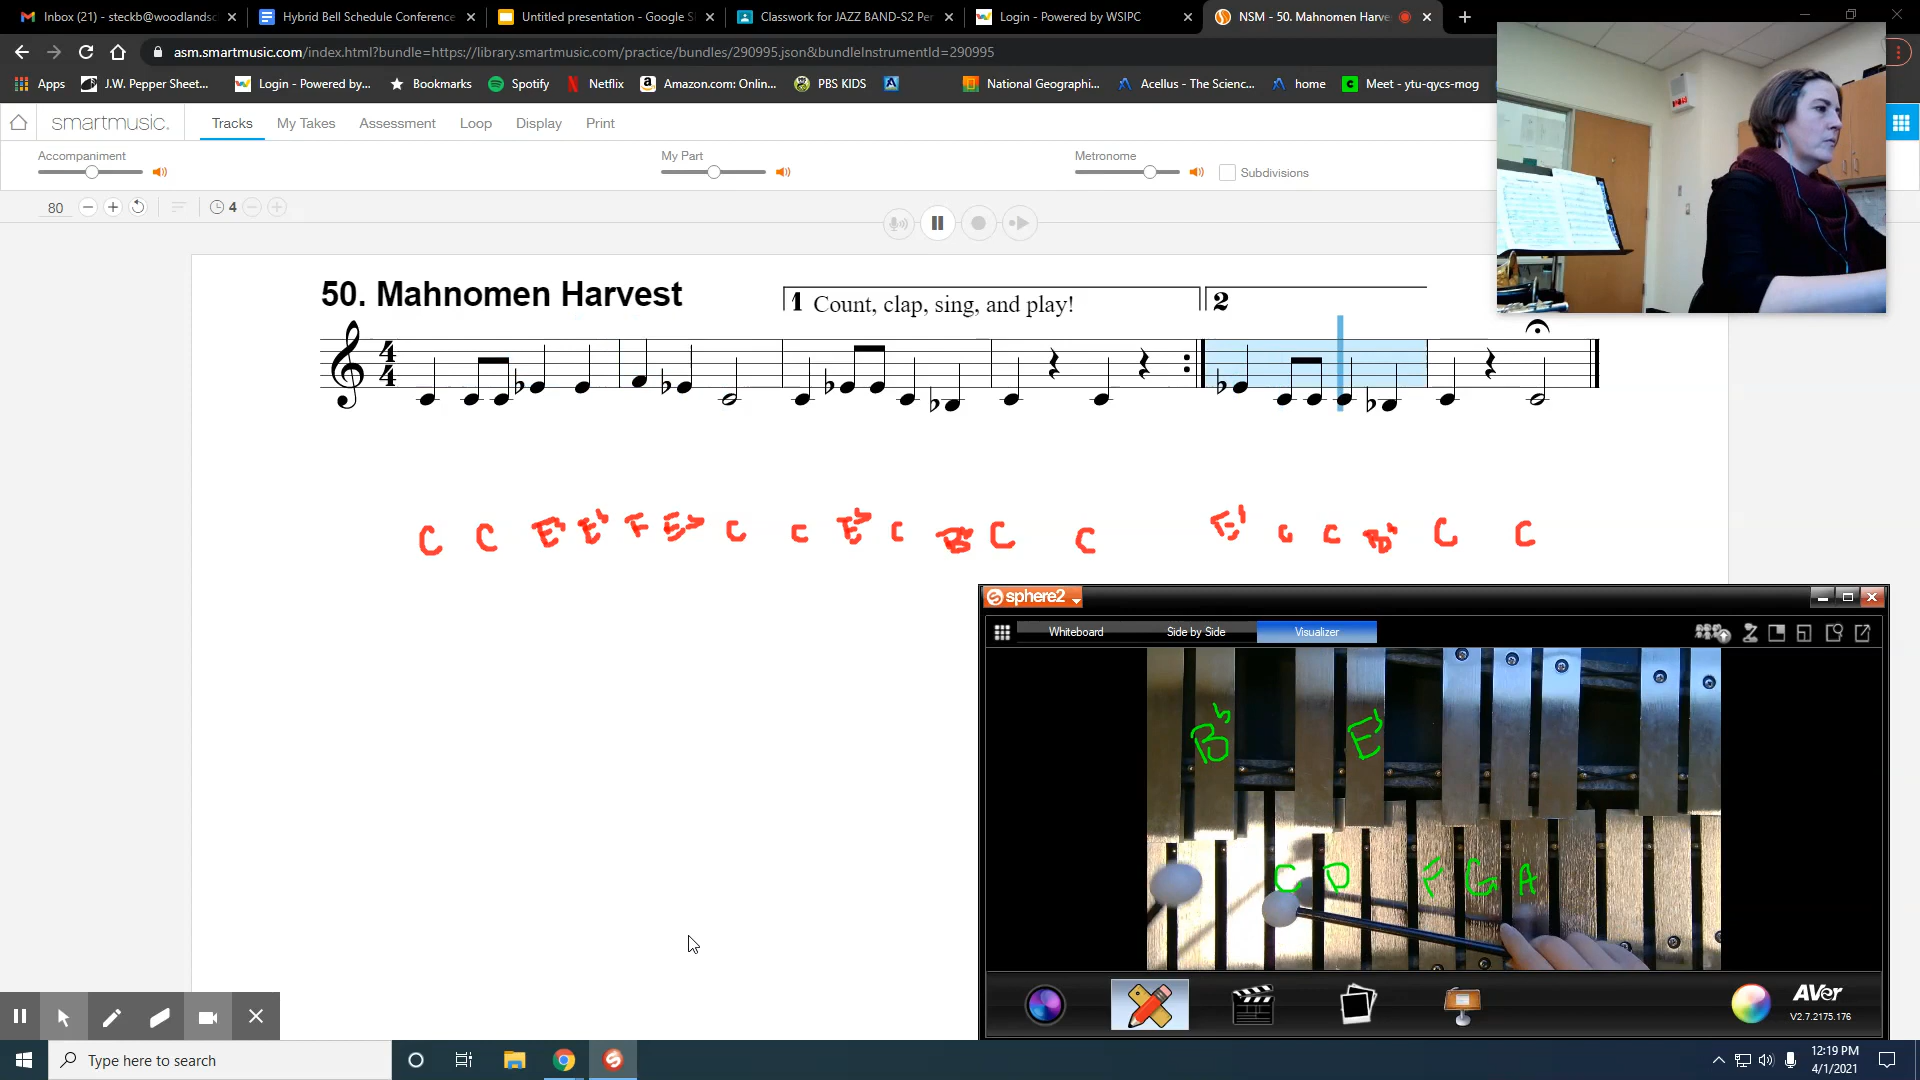 Inbox (21) - steckb@woodlandsc
Hybrid Bell Schedule Conference
Untitled presentation - Google S
Classwork for JAZZ BAND-S2 Per
Login - Powered by WSIPC
NSM - 50. Mahnomen Harve
asm.smartmusic.com/index.html?bundle=https://library.smartmusic.com/practice/bundles/290995.json&bundleInstrumentId=290995
Apps
J.W. Pepper Sheet...
Login - Powered by...
Bookmarks
Spotify
Netflix
Amazon.com: Onlin...
PBS KIDS
National Geographi...
Acellus - The Scienc...
home
Meet - ytu-qycs-mog
smartmusic.
Tracks
My Takes
Assessment
Loop
Display
Print
Accompaniment
My Part
Metronome
Subdivisions
80
4
50. Mahnomen Harvest
1 Count, clap, sing, and play!
2
4
4
C C E♭ E♭ F E♭ C C E♭ C B♭ C C E♭ C C B♭ C C
sphere2
Whiteboard
Side by Side
Visualizer
B♭ E♭
C D F G A
AVer
V2.7.2175.176
Type here to search
12:19 PM
4/1/2021